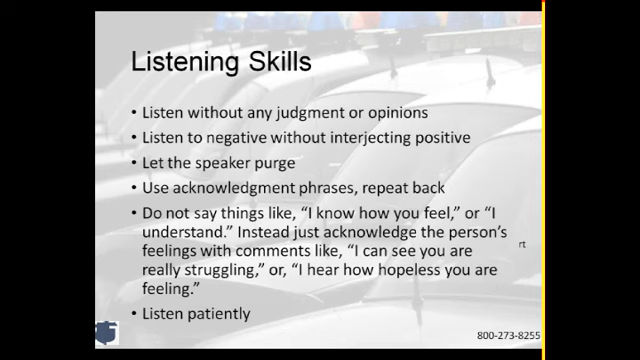 Listening Skills
• Listen without any judgment or opinions
• Listen to negative without interjecting positive
• Let the speaker purge
• Use acknowledgment phrases, repeat back
• Do not say things like, “I know how you feel,” or “I
understand.” Instead just acknowledge the person’s
feelings with comments like, “I can see you are
really struggling,” or, “I hear how hopeless you are
feeling.”
rt
• Listen patiently
800-273-8255